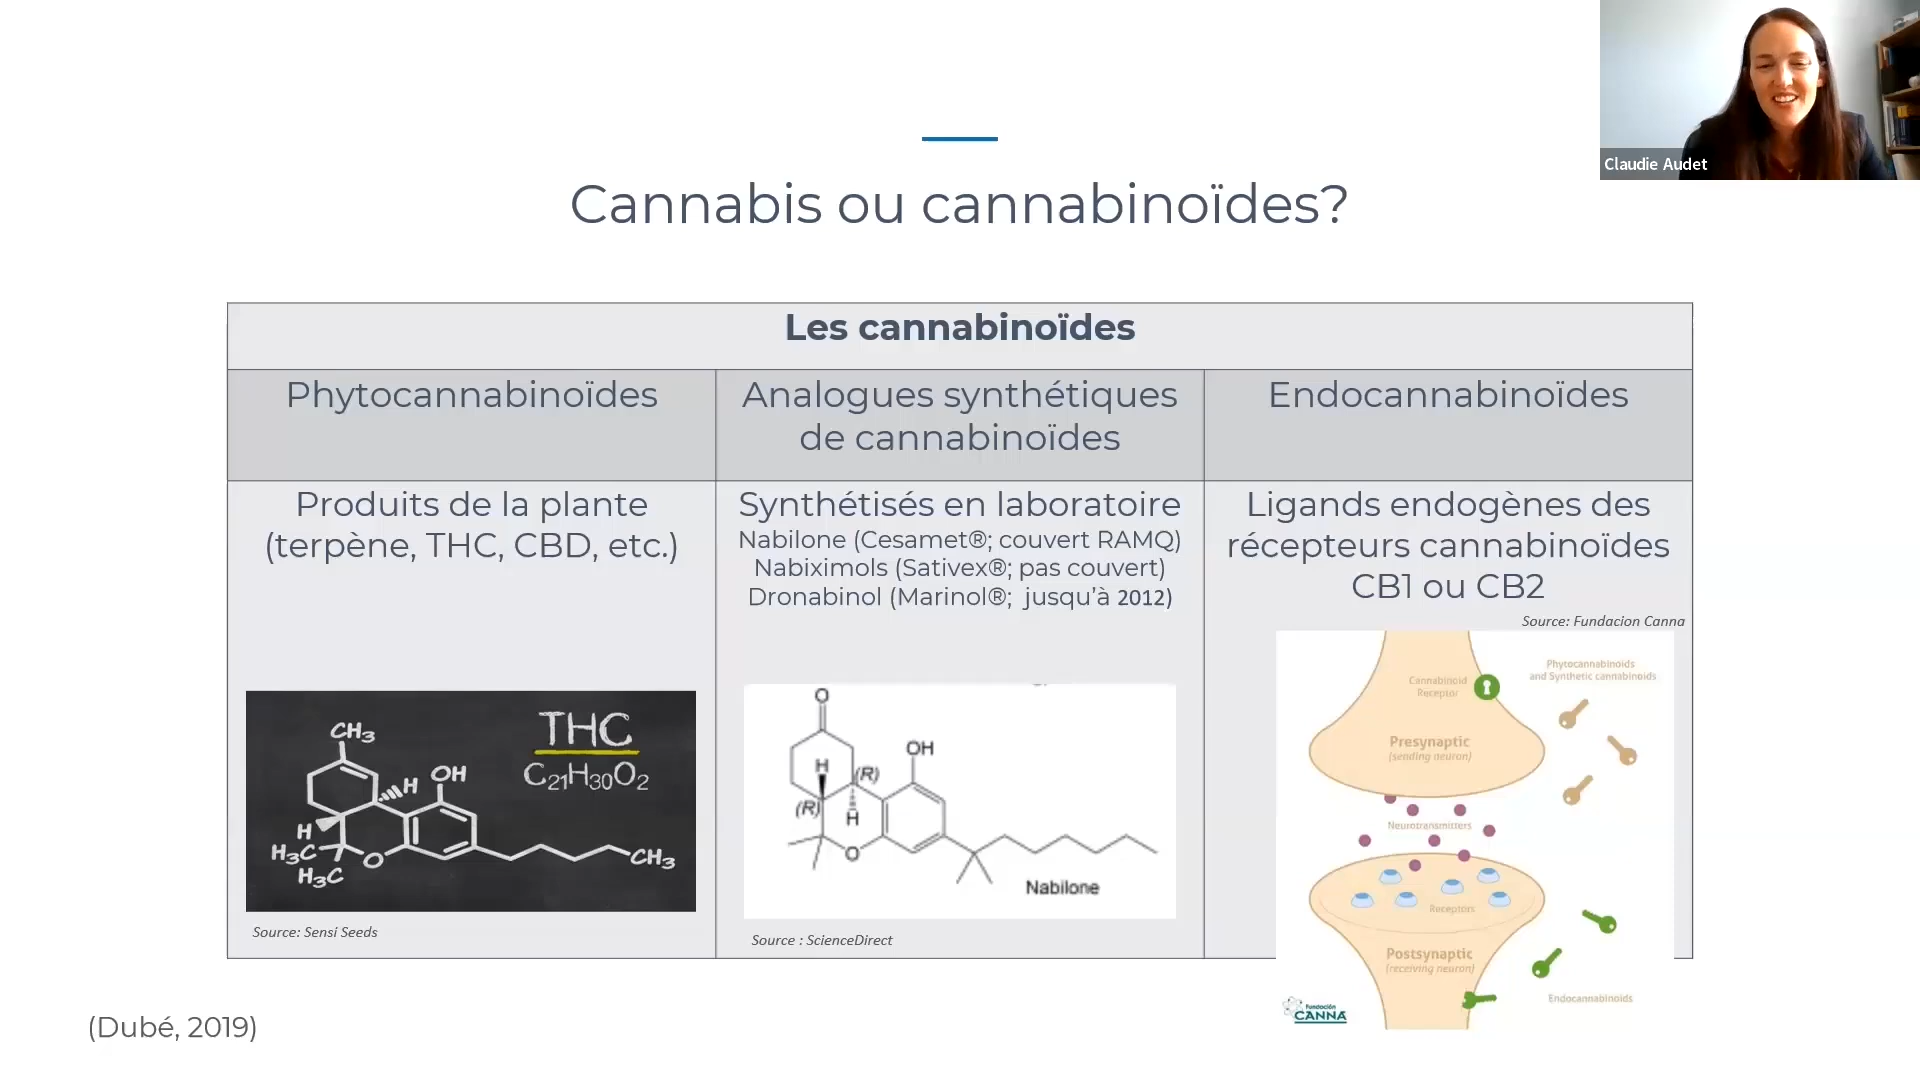 Claudie Audet
Cannabis ou cannabinoïdes?
Les cannabinoïdes
Phytocannabinoïdes
Analogues synthétiques
de cannabinoïdes
Endocannabinoïdes
Produits de la plante
(terpène, THC, CBD, etc.)
Synthétisés en laboratoire
Nabilone (Cesamet®; couvert RAMQ)
Nabiximols (Sativex®; pas couvert)
Dronabinol (Marinol®; jusqu'à 2012)
Ligands endogènes des
récepteurs cannabinoïdes
CB1 ou CB2
Source: Fundacion Canna
CH3
THC
C21H30O2
OH
H
H
H3C
O
H3C
CH3
Source: Sensi Seeds
O
OH
H
(R)
(R)
H
O
Nabilone
Source : ScienceDirect
Phytocannabinoids
and Synthetic cannabinoids
Cannabinoid
Receptor
Presynaptic
(sending neuron)
Neurotransmitters
Receptors
Postsynaptic
(receiving neuron)
Endocannabinoids
Fundación
CANNA
(Dubé, 2019)